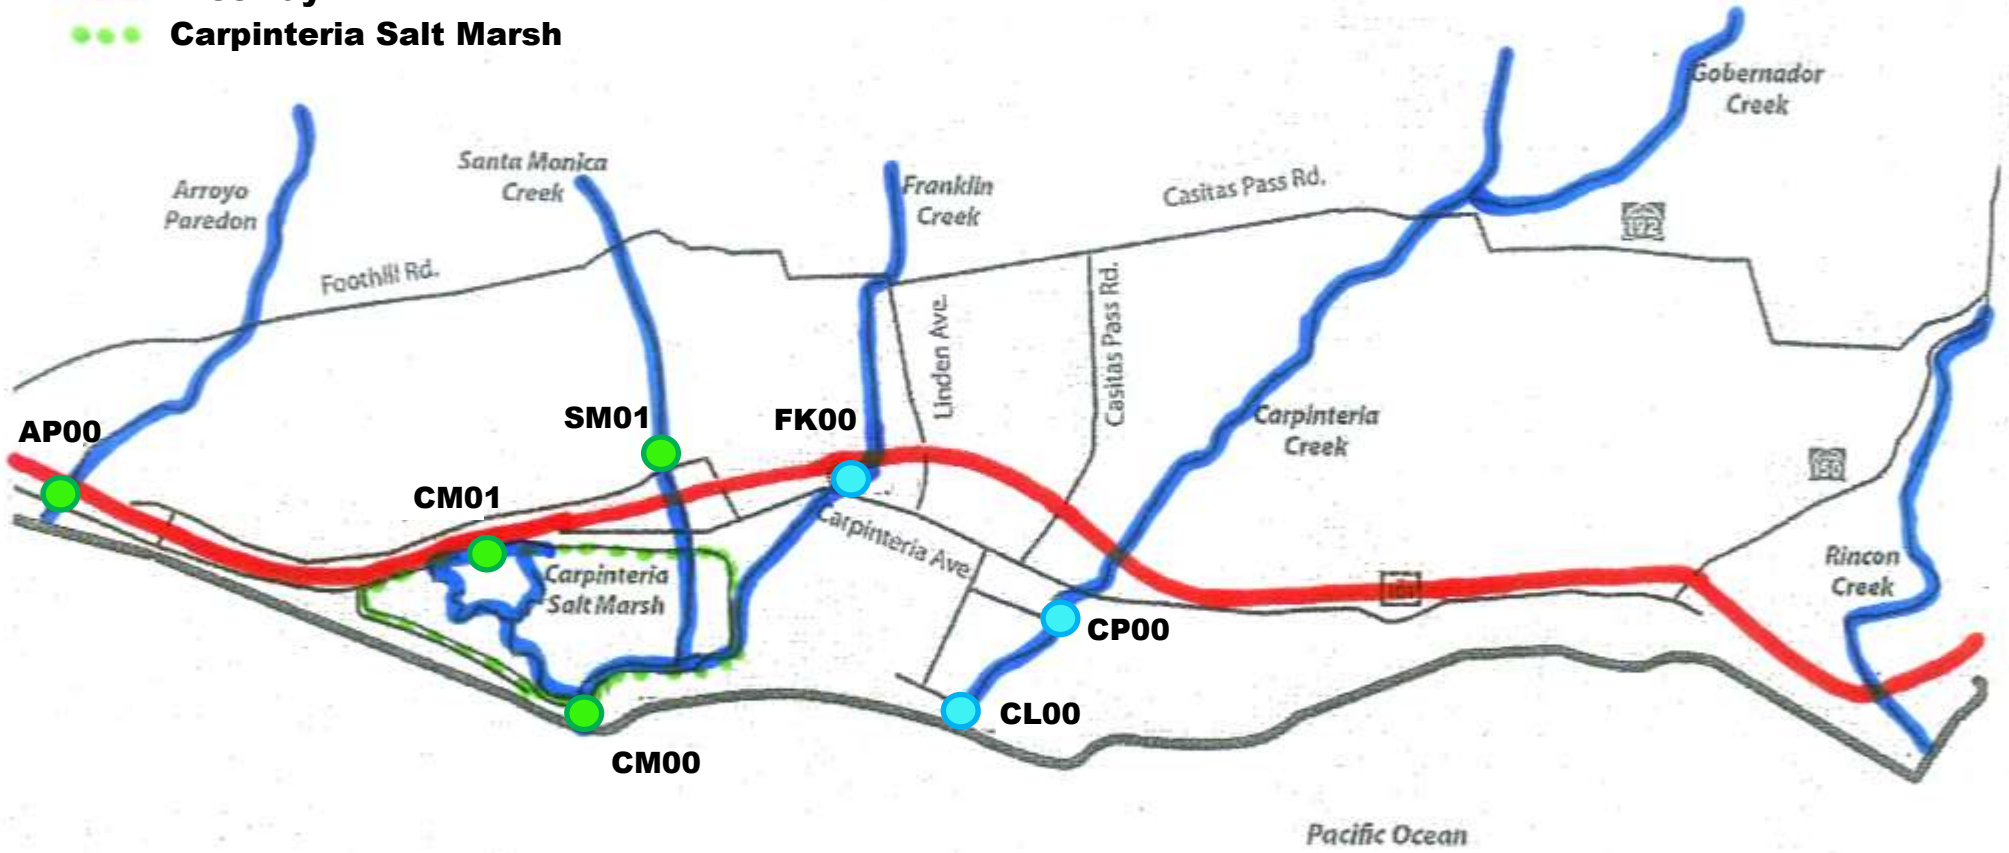 Carpinteria Salt Marsh
Gobernador
Creek
Santa Monica
Creek
Arroyo
Paredon
Franklin
Creek
Casitas Pass Rd.
192
Foothill Rd.
Linden Ave.
Casitas Pass Rd.
AP00
SM01
FK00
Carpinteria
Creek
150
CM01
Carpinteria Ave
Carpinteria
Salt Marsh
101
Rincon
Creek
CP00
CL00
CM00
Pacific Ocean